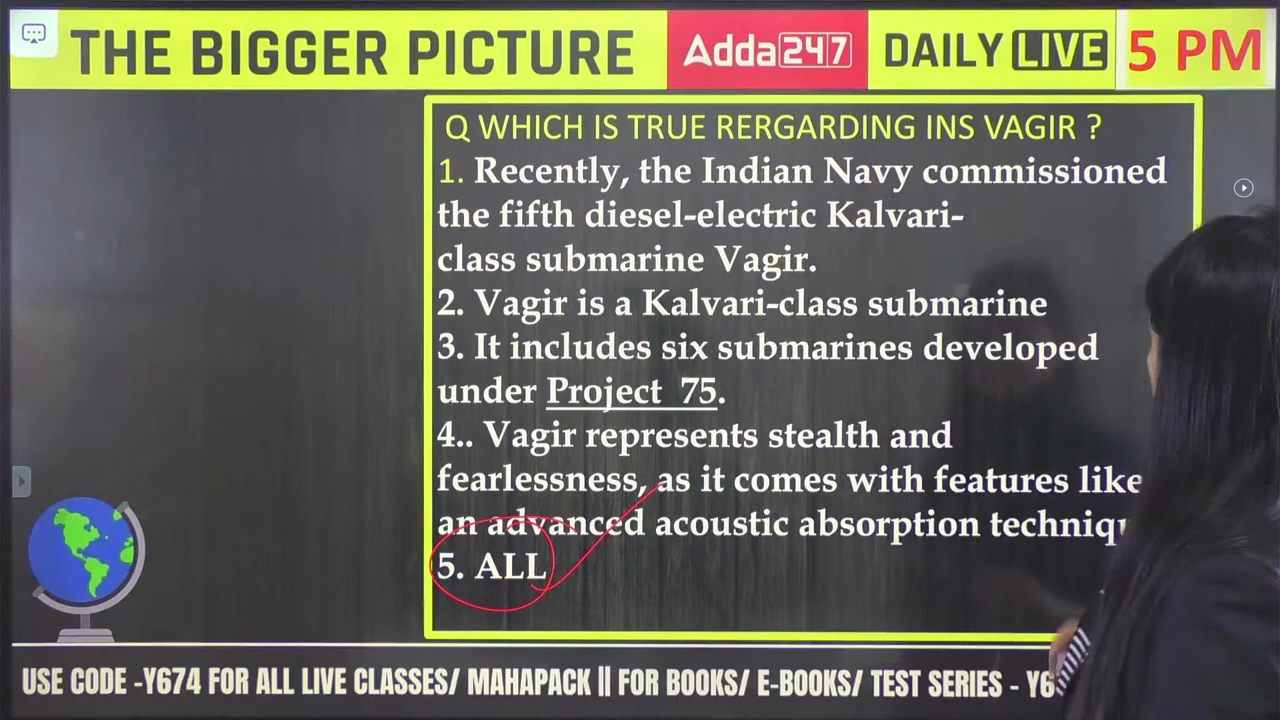 THE BIGGER PICTURE Adda247 DAILY LIVE 5 PM
Q WHICH IS TRUE RERGARDING INS VAGIR ?
1. Recently, the Indian Navy commissioned
the fifth diesel-electric Kalvari-
class submarine Vagir.
2. Vagir is a Kalvari-class submarine
3. It includes six submarines developed
under Project 75.
4.. Vagir represents stealth and
fearlessness, as it comes with features like
an advanced acoustic absorption
5. ALL
USE CODE -Y674 FOR ALL LIVE CLASSES/ MAHAPACK || FOR BOOKS/ E-BOOKS/ TEST SERIES -